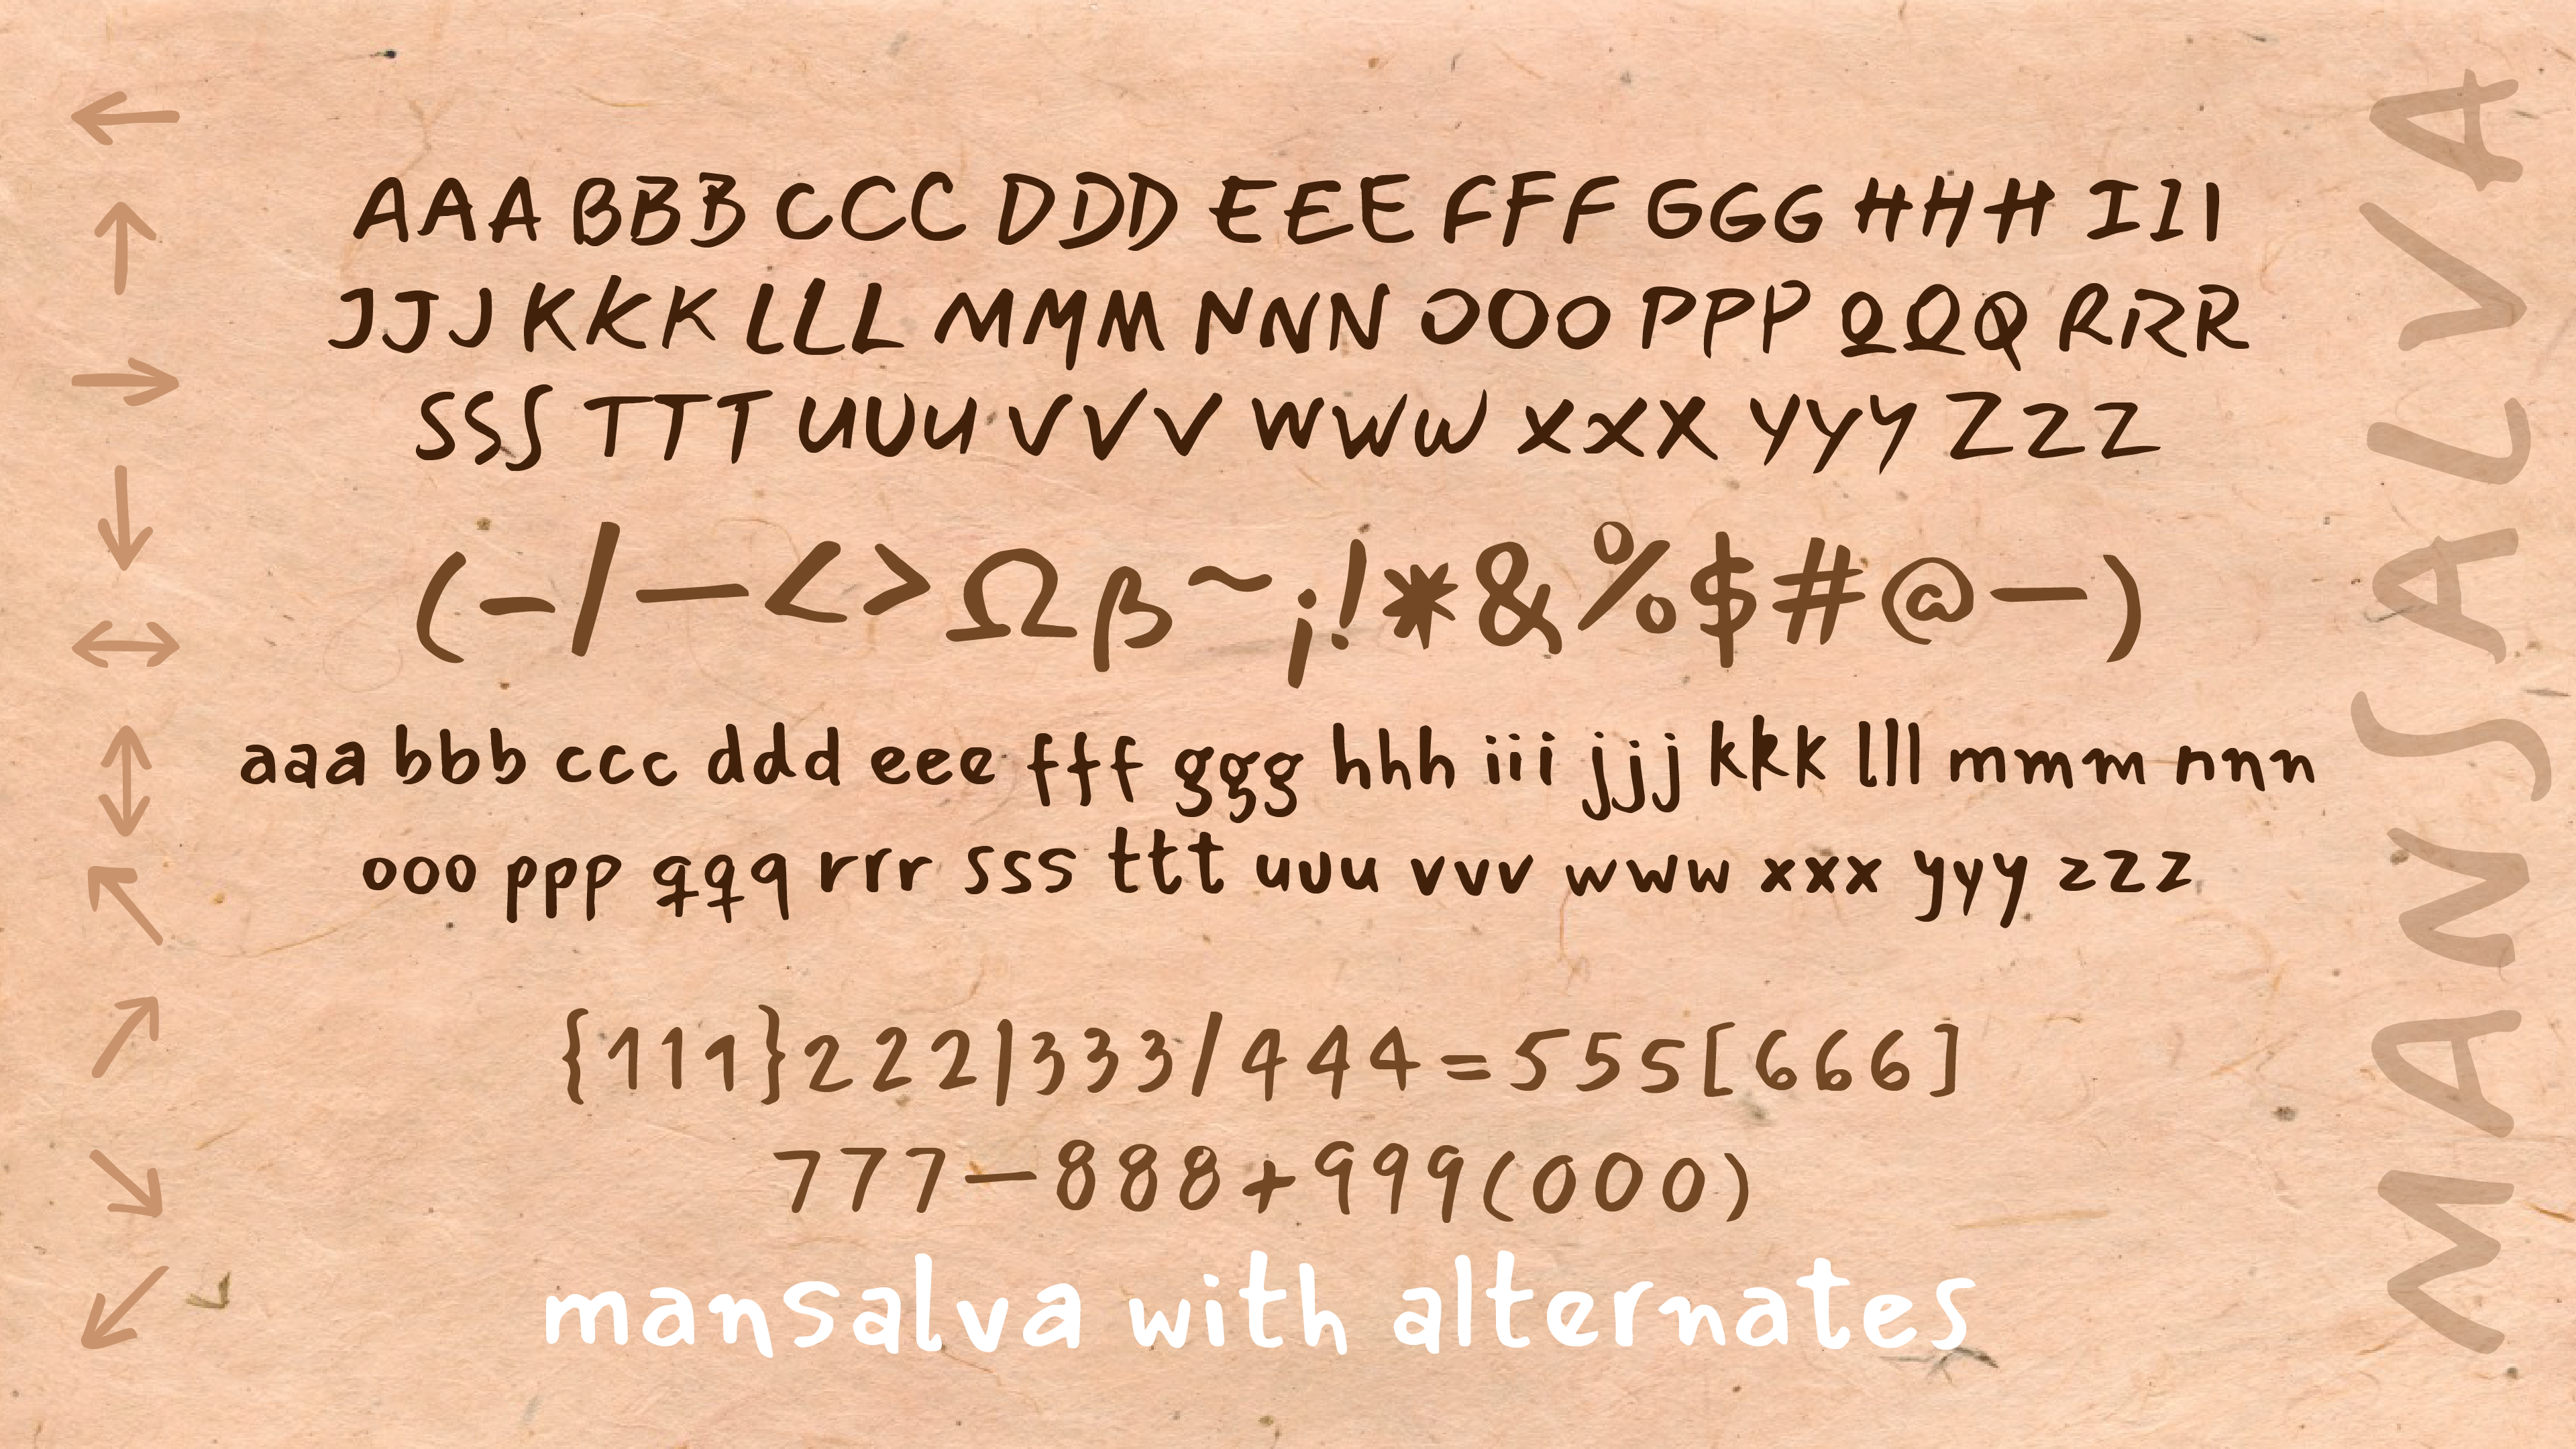 AAA BBB CCC DDD EEE FFF GGG HHH III
JJJ KKK LLL MMM NNN OOO PPP QQQ RRR
SSS TTT UUU VVV WWW XXX YYY ZZZ
(-/—<>Ωβ~¡!*&%$#@—)
aaa bbb ccc ddd eee fff ggg hhh iii jjj kkk lll mmm nnn
ooo ppp qqq rrr sss ttt uuu vvv www xxx yyy zzz
{111}222|333/444=555[666]
777—888+999(000)
mansalva with alternates
←
↑
→
↓
↔
↕
↖
↗
↘
↙
MANSALVA